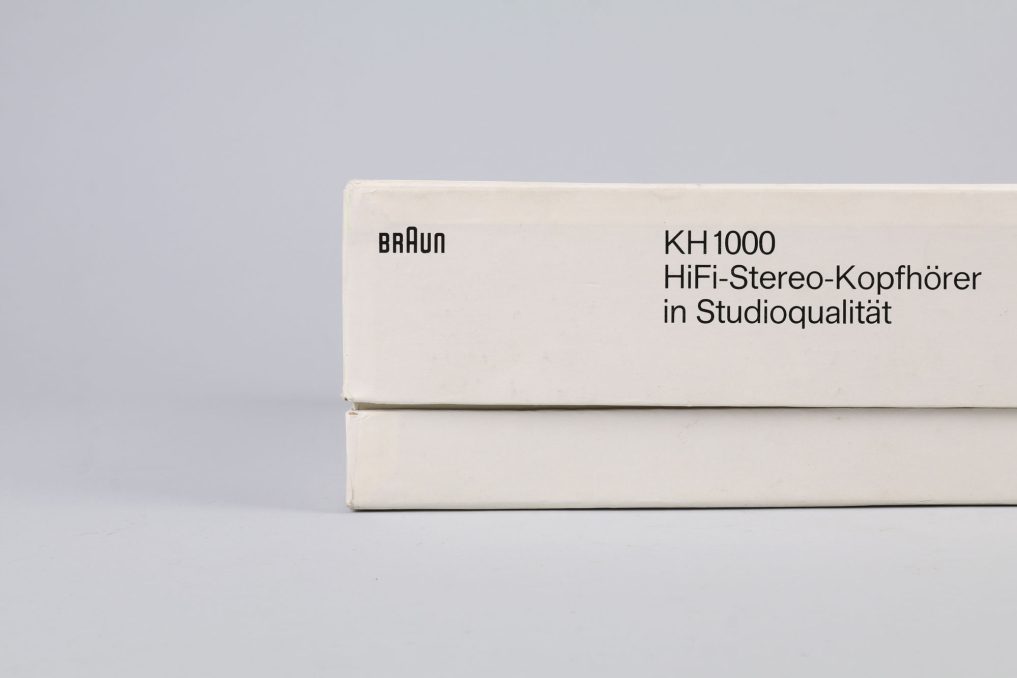 BRAUN
KH 1000
HiFi-Stereo-Kopfhörer
in Studioqualität